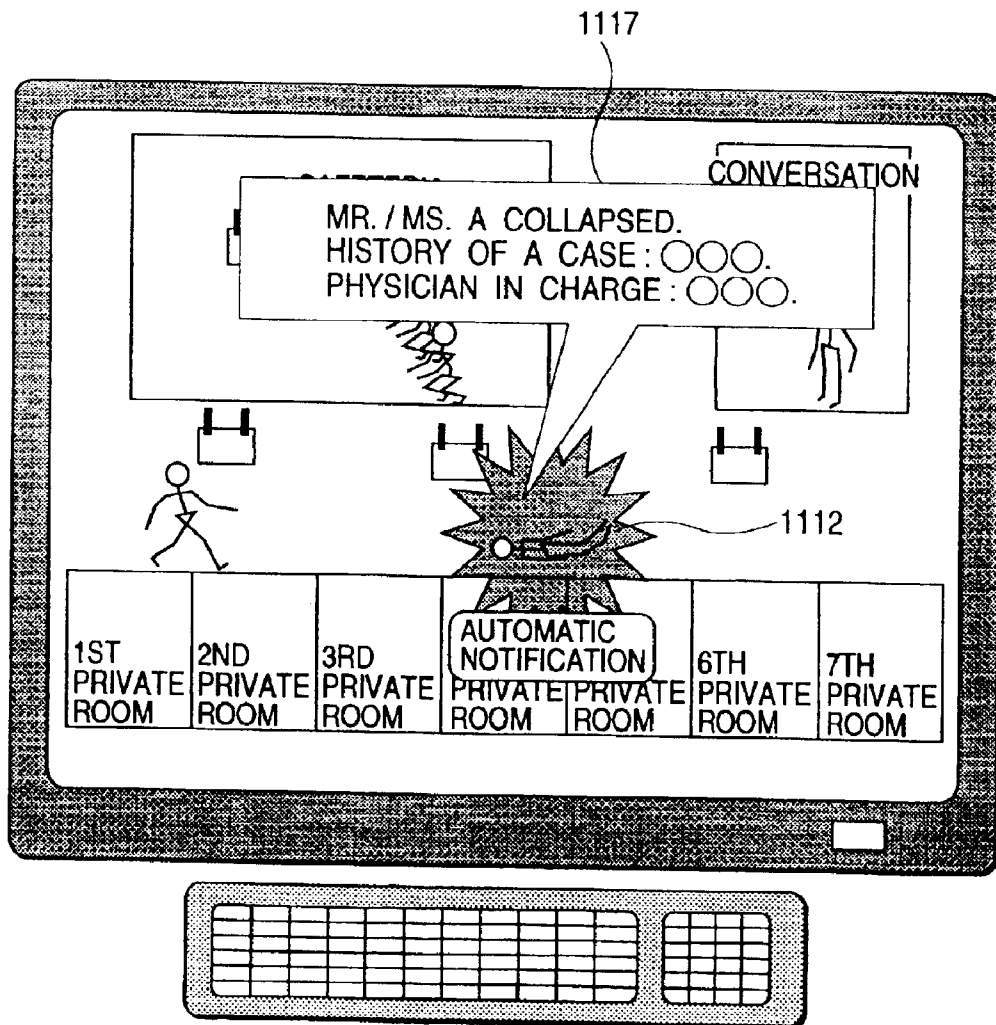 1117
CONVERSATION
MR. / MS. A COLLAPSED.
HISTORY OF A CASE : ○○○.
PHYSICIAN IN CHARGE : ○○○.
1112
AUTOMATIC
NOTIFICATION
1ST
PRIVATE
ROOM
2ND
PRIVATE
ROOM
3RD
PRIVATE
ROOM
PRIVATE
ROOM
PRIVATE
ROOM
6TH
PRIVATE
ROOM
7TH
PRIVATE
ROOM